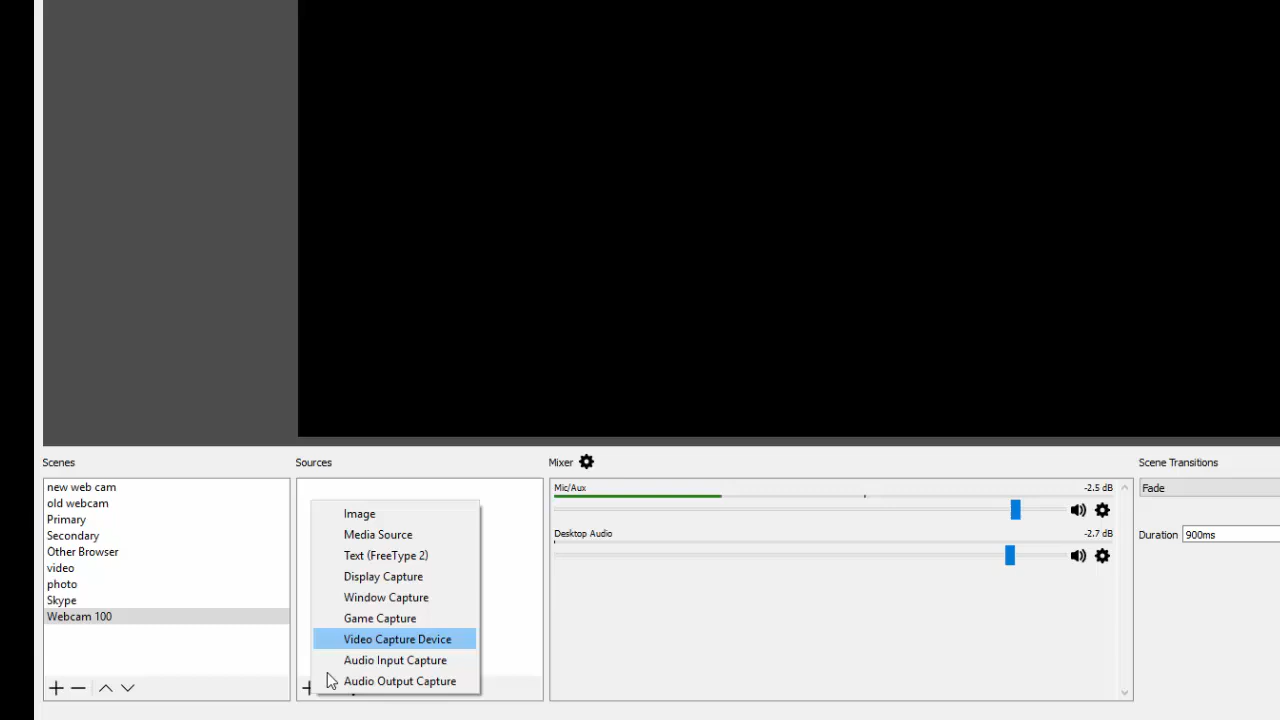 Scenes
new web cam
old webcam
Primary
Secondary
Other Browser
video
photo
Skype
Webcam 100
Sources
Image
Media Source
Text (FreeType 2)
Display Capture
Window Capture
Game Capture
Video Capture Device
Audio Input Capture
Audio Output Capture
Mixer
Mic/Aux -2.5 dB
Desktop Audio -2.7 dB
Scene Transitions
Fade
Duration 900ms